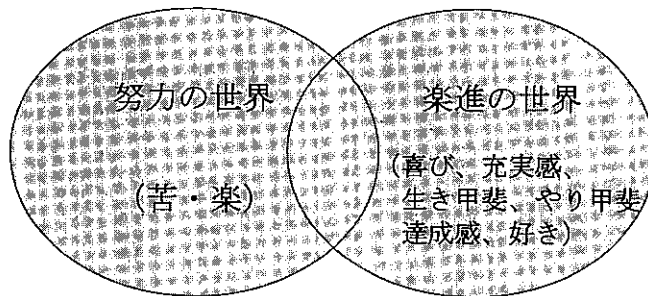 努力の世界
(苦・楽)
楽進の世界
(喜び、充実感、
生き甲斐、やり甲斐
達成感、好き)